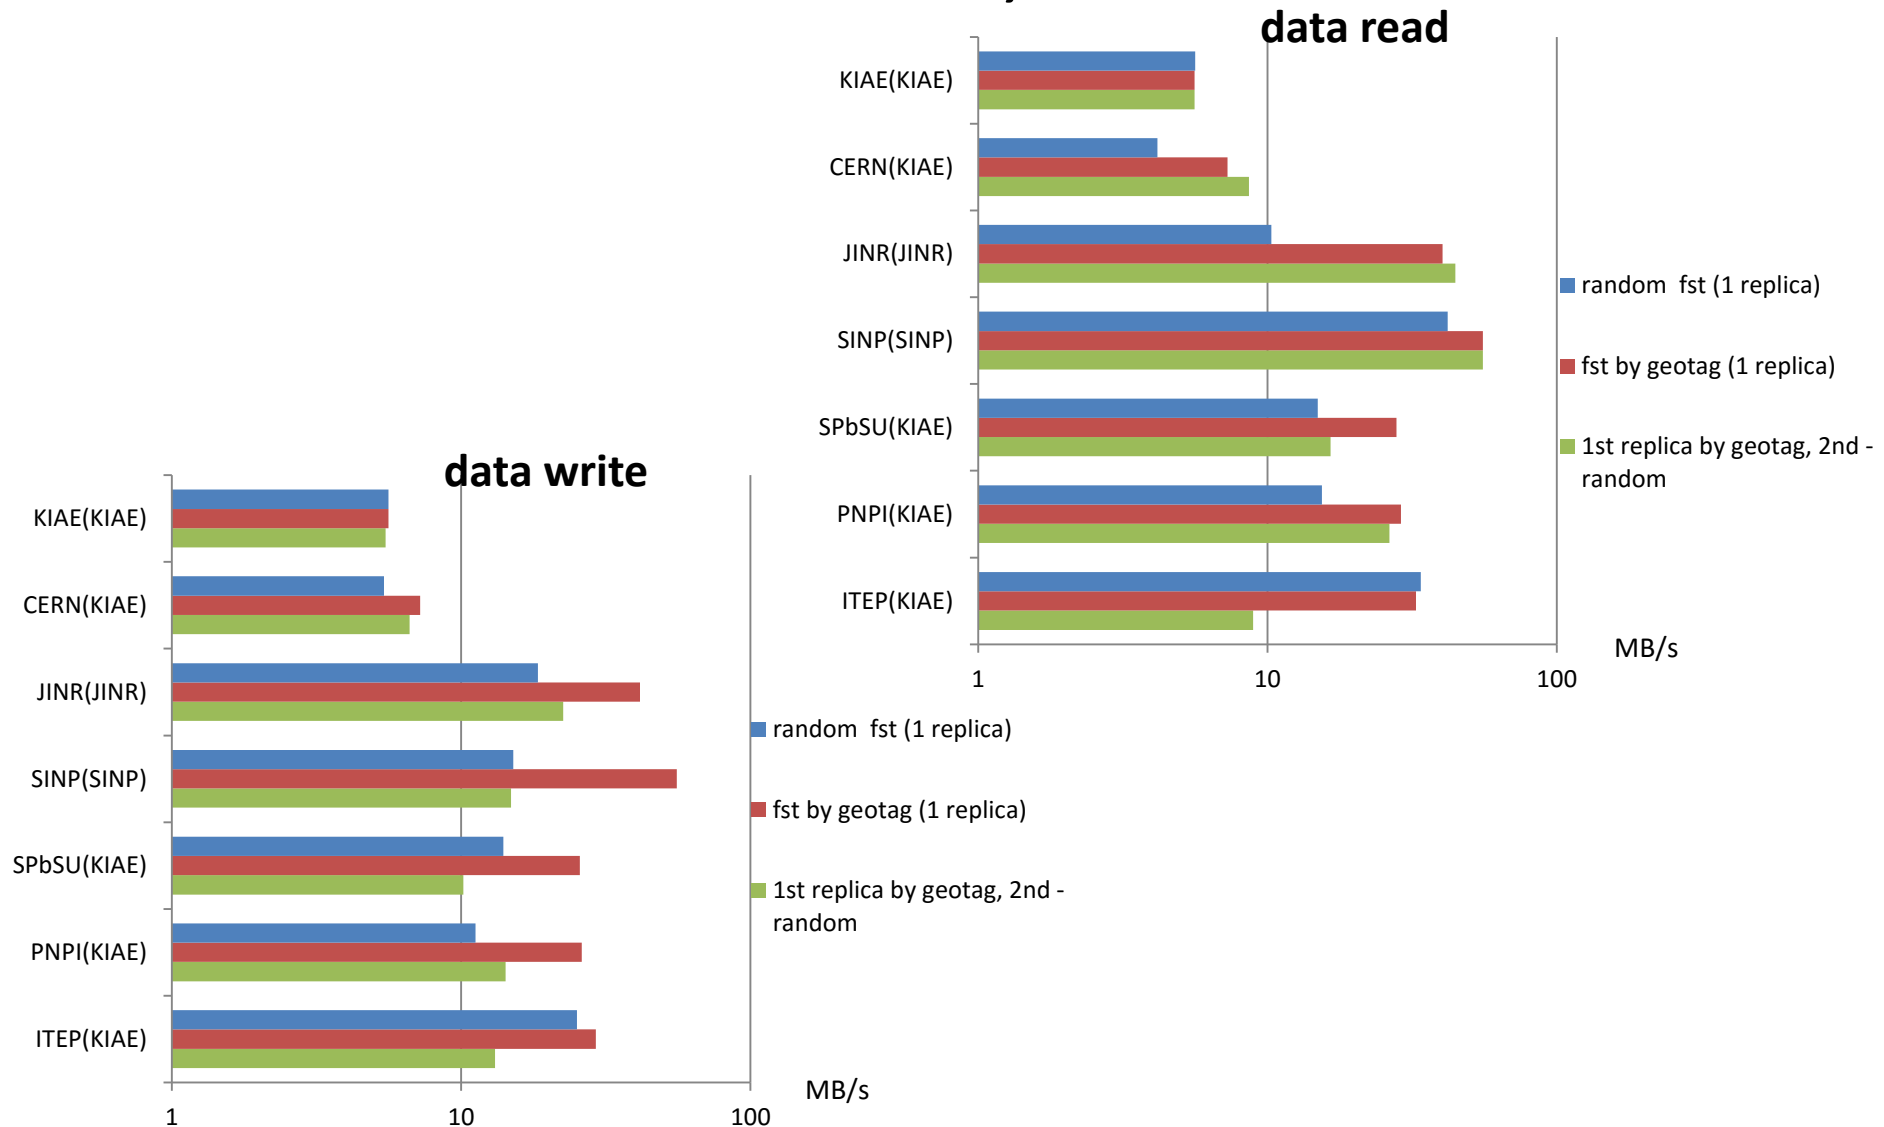 data read
KIAE(KIAE)
CERN(KIAE)
JINR(JINR)
SINP(SINP)
SPbSU(KIAE)
PNPI(KIAE)
ITEP(KIAE)
1
10
100
MB/s
random fst (1 replica)
fst by geotag (1 replica)
1st replica by geotag, 2nd -
random
data write
KIAE(KIAE)
CERN(KIAE)
JINR(JINR)
SINP(SINP)
SPbSU(KIAE)
PNPI(KIAE)
ITEP(KIAE)
1
10
100
MB/s
random fst (1 replica)
fst by geotag (1 replica)
1st replica by geotag, 2nd -
random